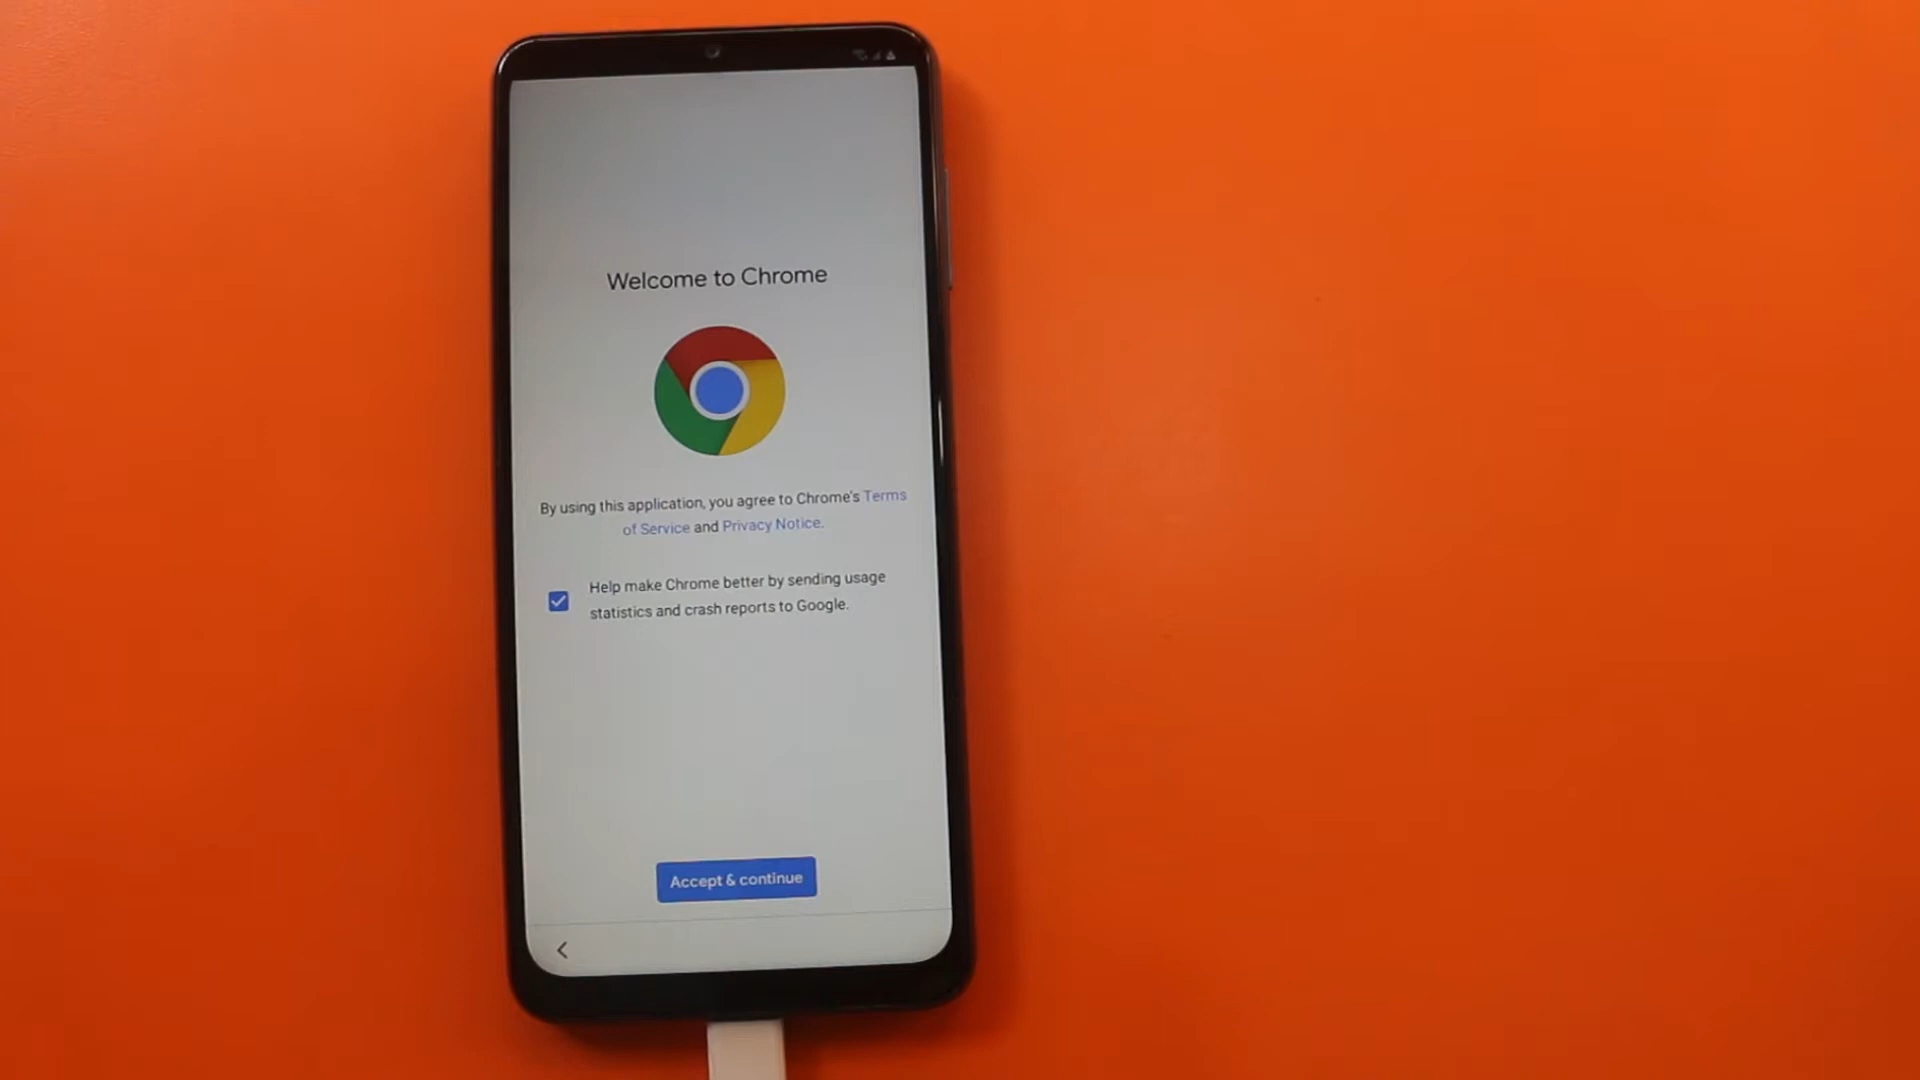 Welcome to Chrome
By using this application, you agree to Chrome's Terms
of Service and Privacy Notice.
Help make Chrome better by sending usage
statistics and crash reports to Google.
Accept & continue